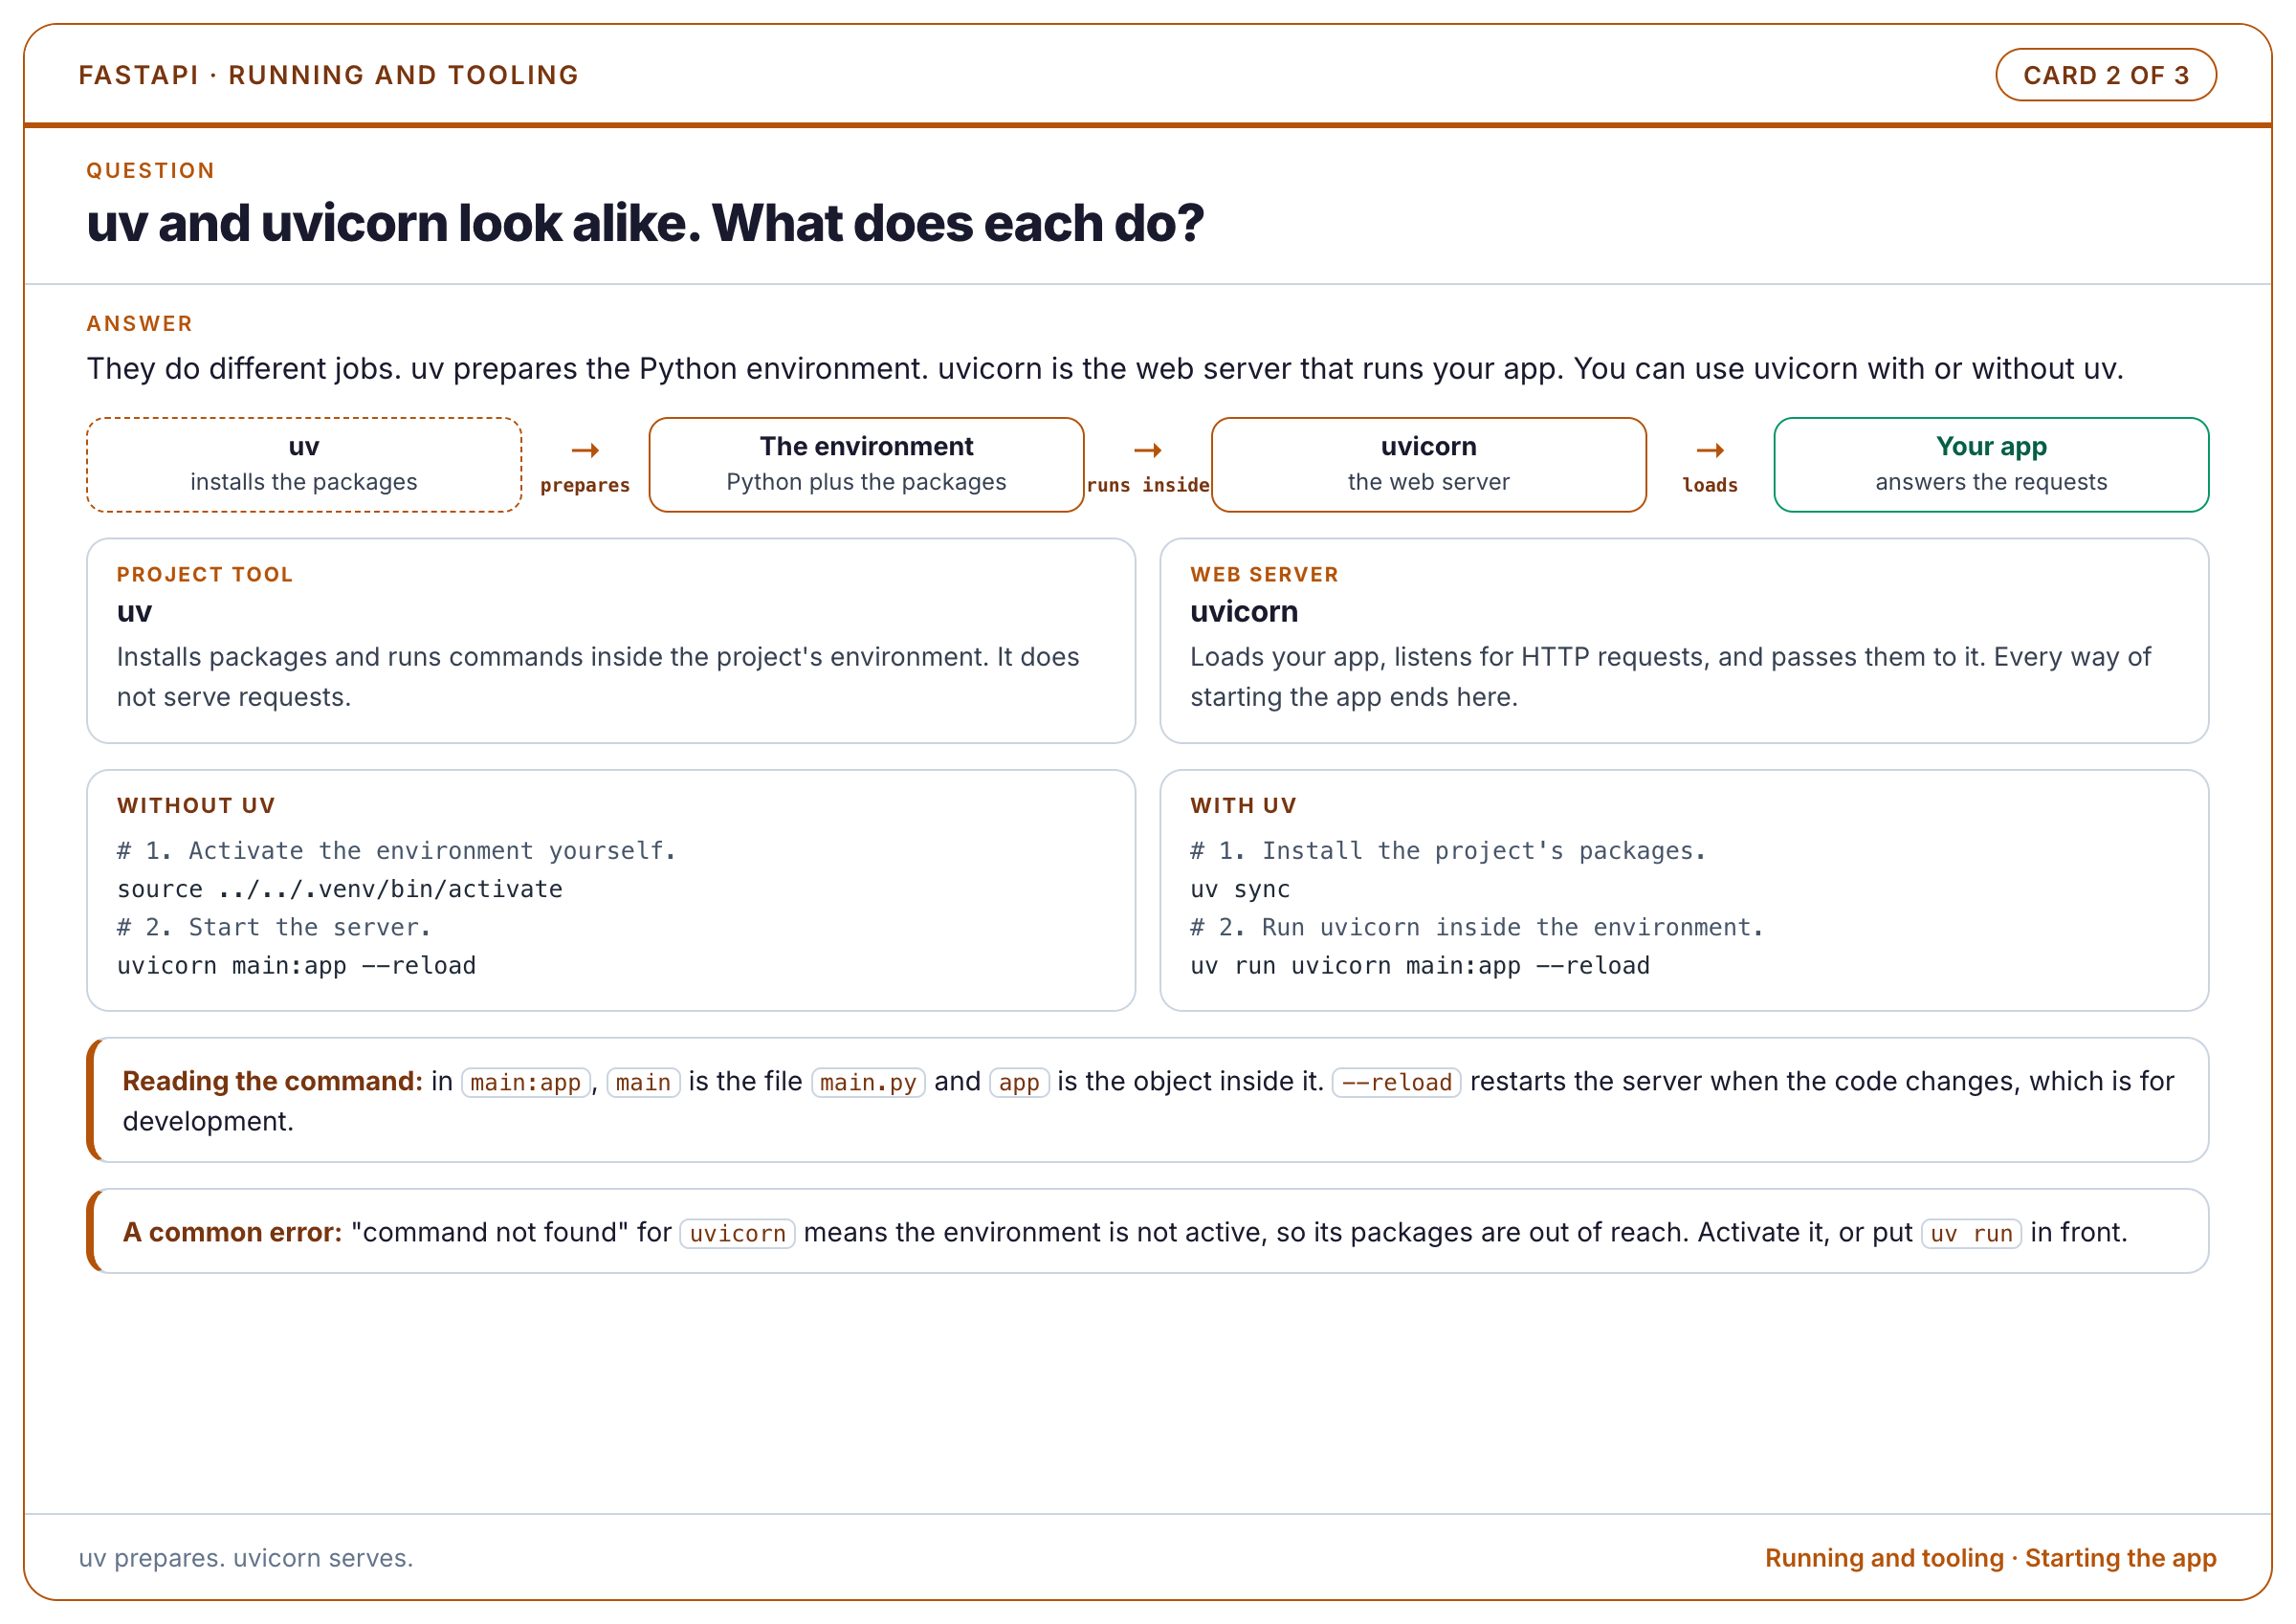 FASTAPI · RUNNING AND TOOLING
CARD 2 OF 3
QUESTION
uv and uvicorn look alike. What does each do?
ANSWER
They do different jobs. uv prepares the Python environment. uvicorn is the web server that runs your app. You can use uvicorn with or without uv.
uv
installs the packages
→
prepares
The environment
Python plus the packages
→
runs inside
uvicorn
the web server
→
loads
Your app
answers the requests
PROJECT TOOL
uv
Installs packages and runs commands inside the project's environment. It does
not serve requests.
WEB SERVER
uvicorn
Loads your app, listens for HTTP requests, and passes them to it. Every way of
starting the app ends here.
WITHOUT UV
# 1. Activate the environment yourself.
source ../../.venv/bin/activate
# 2. Start the server.
uvicorn main:app --reload
WITH UV
# 1. Install the project's packages.
uv sync
# 2. Run uvicorn inside the environment.
uv run uvicorn main:app --reload
Reading the command: in main:app, main is the file main.py and app is the object inside it. --reload restarts the server when the code changes, which is for
development.
A common error: "command not found" for uvicorn means the environment is not active, so its packages are out of reach. Activate it, or put uv run in front.
uv prepares. uvicorn serves.
Running and tooling · Starting the app